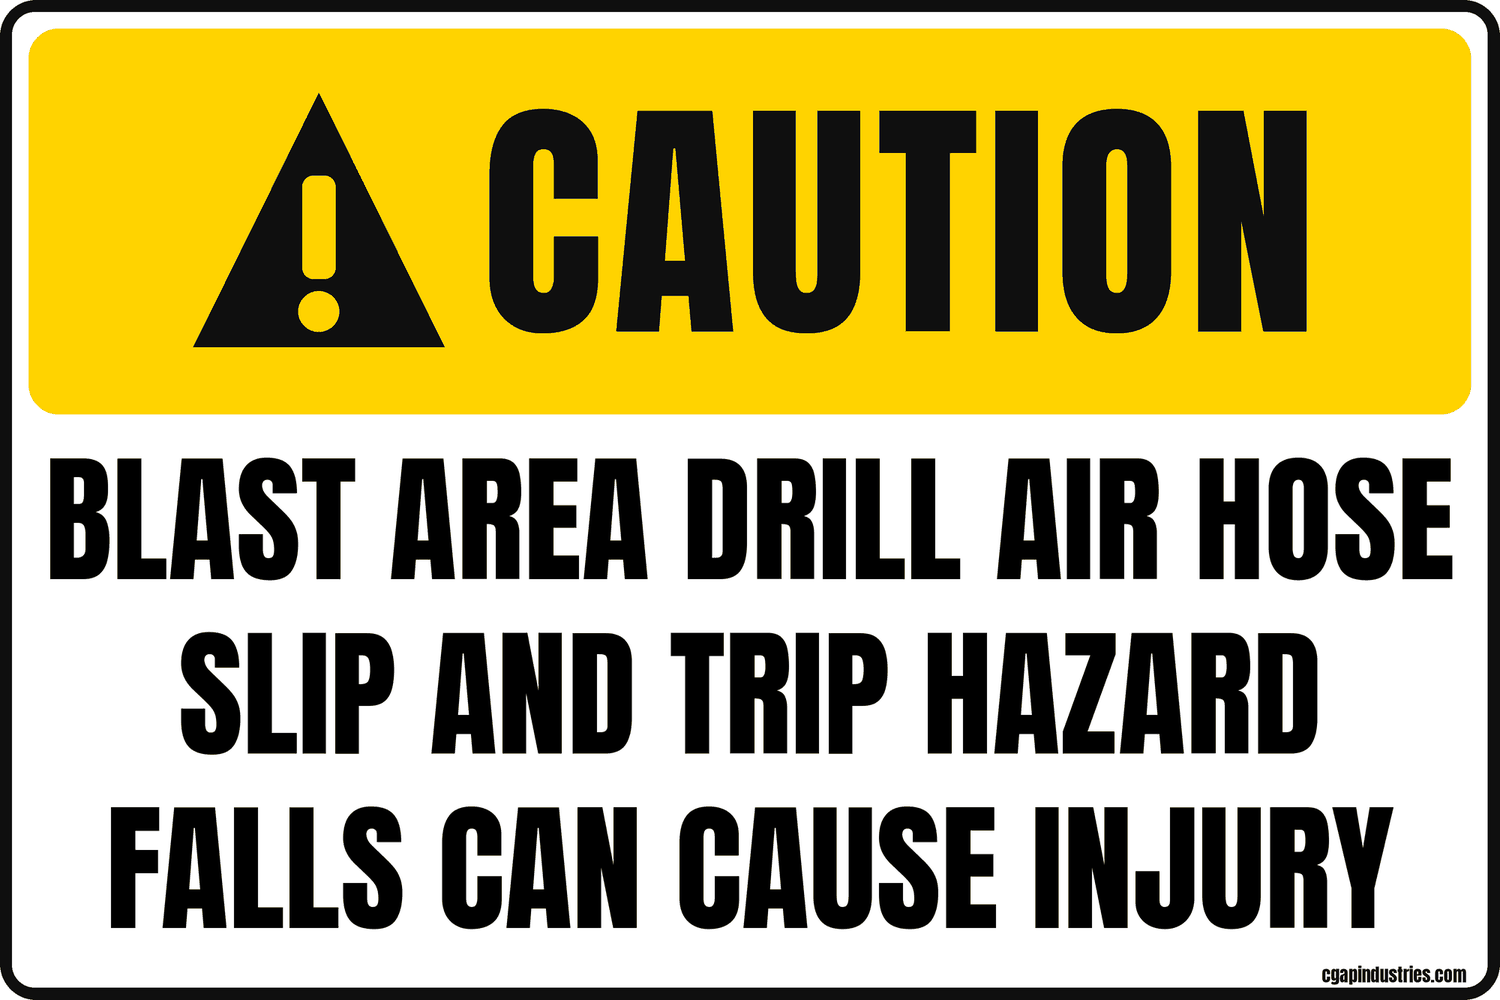 CAUTION
BLAST AREA DRILL AIR HOSE
SLIP AND TRIP HAZARD
FALLS CAN CAUSE INJURY
cgapindustries.com